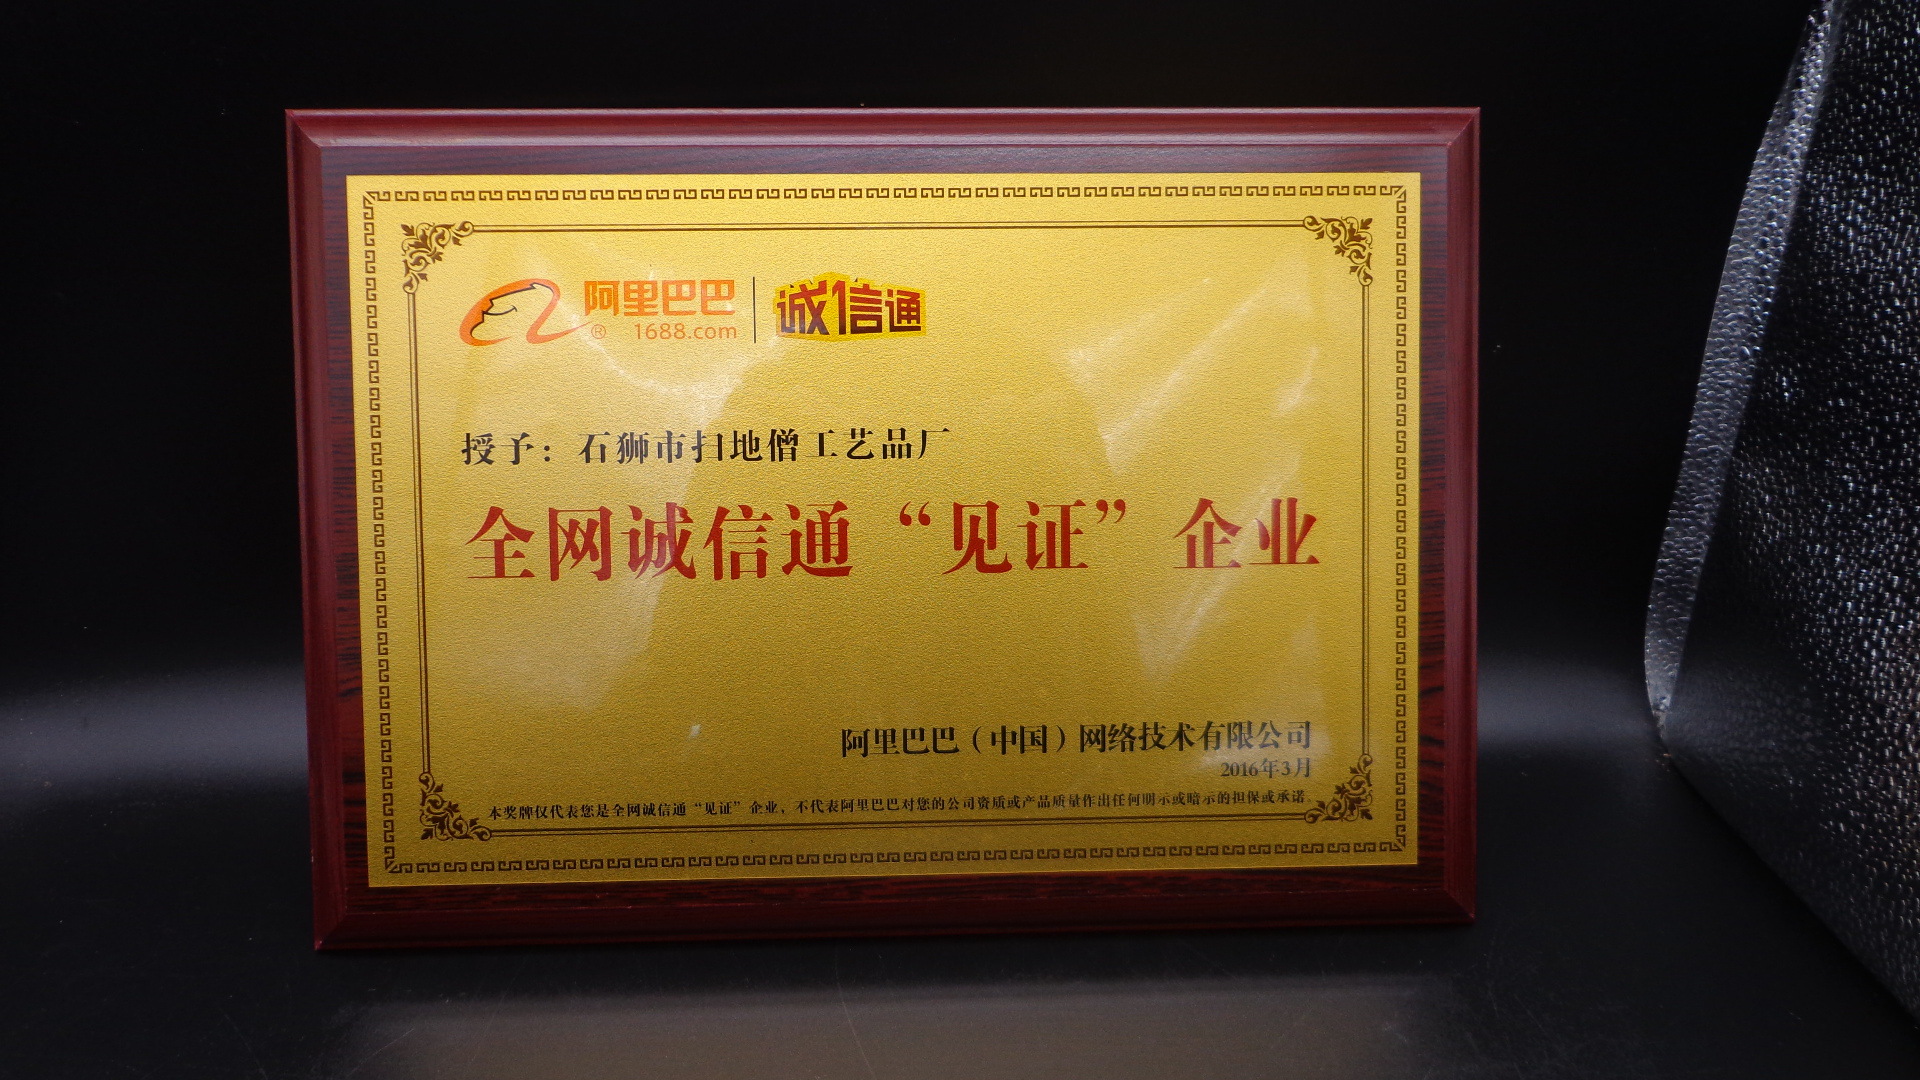 阿里巴巴 诚信通
® 1688.com
授予：石狮市扫地僧工艺品厂
全网诚信通“见证”企业
阿里巴巴（中国）网络技术有限公司
2016年3月
本奖牌仅代表您是全网诚信通“见证”企业，不代表阿里巴巴对您的公司资质或产品质量作出任何明示或暗示的担保或承诺。